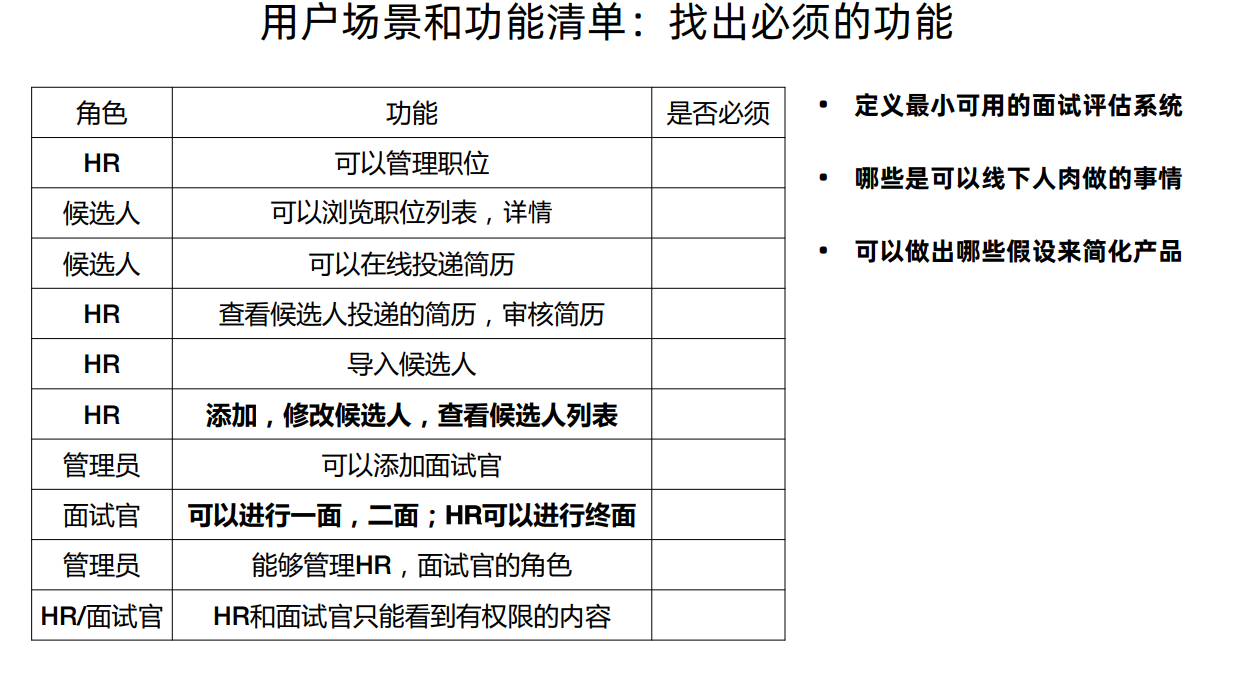 用户场景和功能清单：找出必须的功能
角色 功能 是否必须
HR 可以管理职位
候选人 可以浏览职位列表，详情
候选人 可以在线投递简历
HR 查看候选人投递的简历，审核简历
HR 导入候选人
HR 添加，修改候选人，查看候选人列表
管理员 可以添加面试官
面试官 可以进行一面，二面；HR可以进行终面
管理员 能够管理HR，面试官的角色
HR/面试官 HR和面试官只能看到有权限的内容
• 定义最小可用的面试评估系统
• 哪些是可以线下人肉做的事情
• 可以做出哪些假设来简化产品